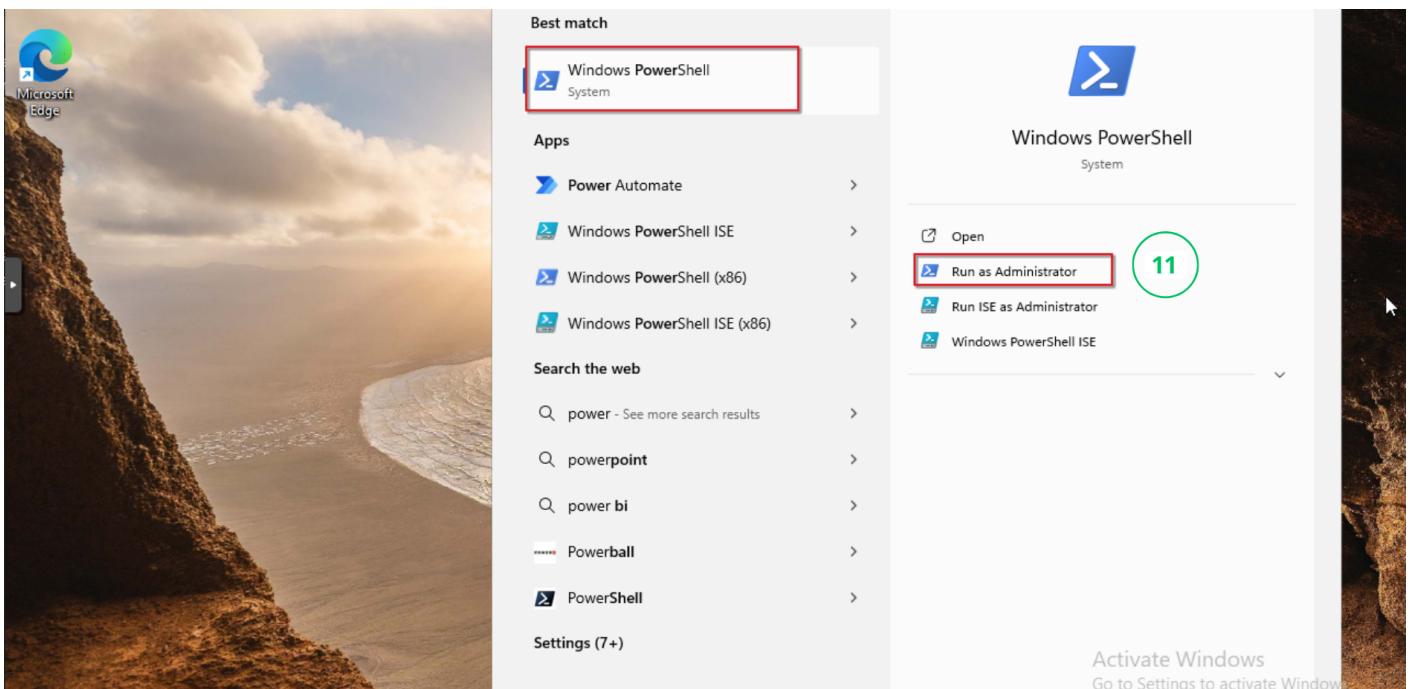 Microsoft
Edge
Best match
Windows PowerShell
System
Apps
Power Automate
Windows PowerShell ISE
Windows PowerShell (x86)
Windows PowerShell ISE (x86)
Search the web
power - See more search results
powerpoint
power bi
Powerball
PowerShell
Settings (7+)
Windows PowerShell
System
Open
Run as Administrator
11
Run ISE as Administrator
Windows PowerShell ISE
Activate Windows
Go to Settings to activate Window